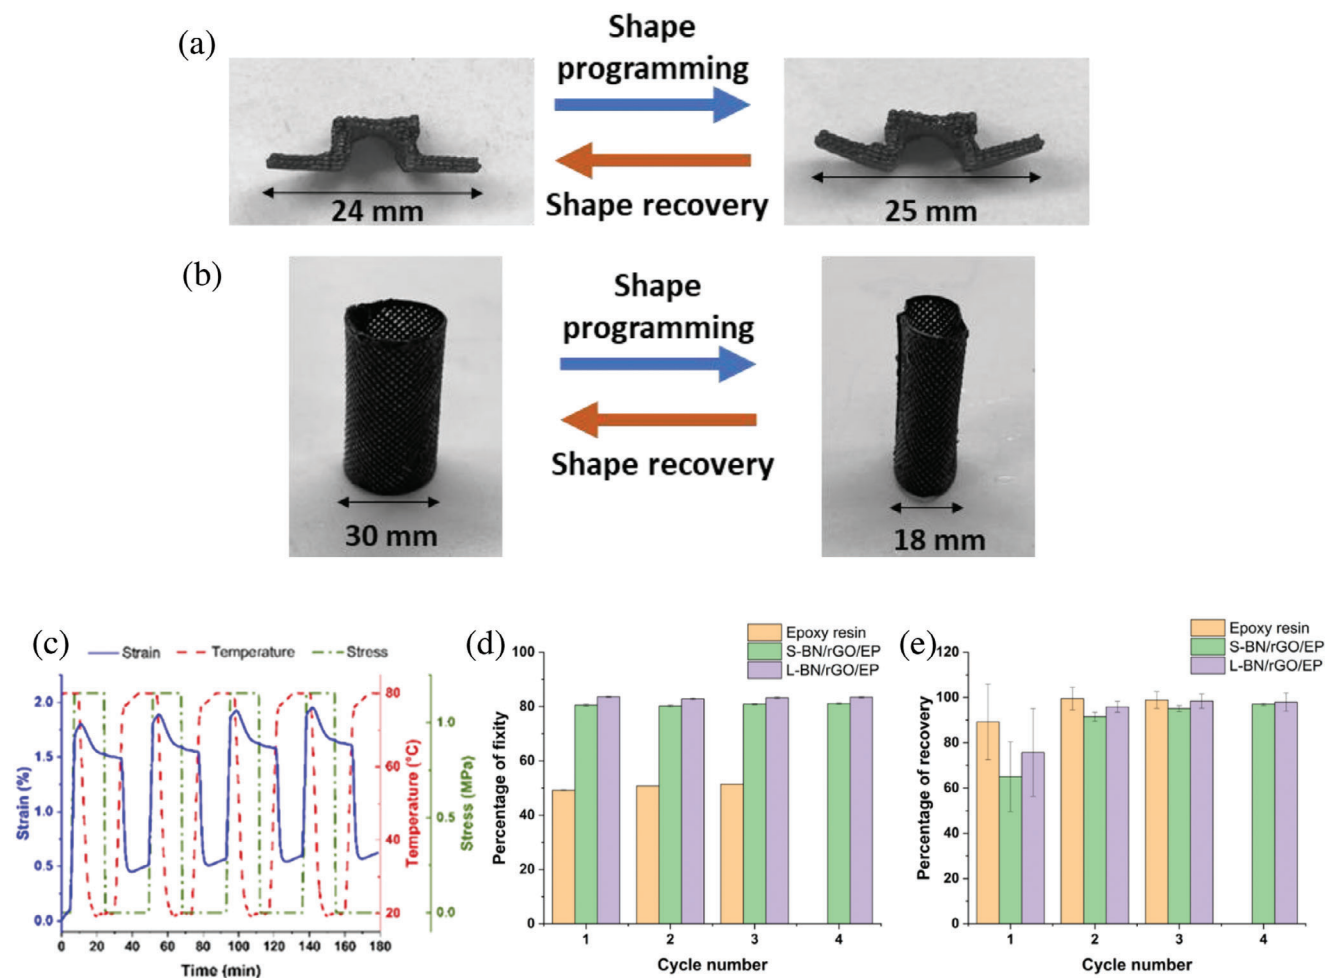 (a)
Shape
programming
Shape recovery
24 mm
25 mm
(b)
Shape
programming
Shape recovery
30 mm
18 mm
(c)
Strain Temperature Stress
2.0
1.5
1.0
0.5
0.0
Strain (%)
0 20 40 60 80 100 120 140 160 180
Time (min)
80
60
40
20
Temperature (°C)
1.0
0.5
0.0
Stress (MPa)
(d)
Epoxy resin
S-BN/rGO/EP
L-BN/rGO/EP
100
80
60
40
20
0
Percentage of fixity
1 2 3 4
Cycle number
(e)
Epoxy resin
S-BN/rGO/EP
L-BN/rGO/EP
120
100
80
60
40
20
0
Percentage of recovery
1 2 3 4
Cycle number